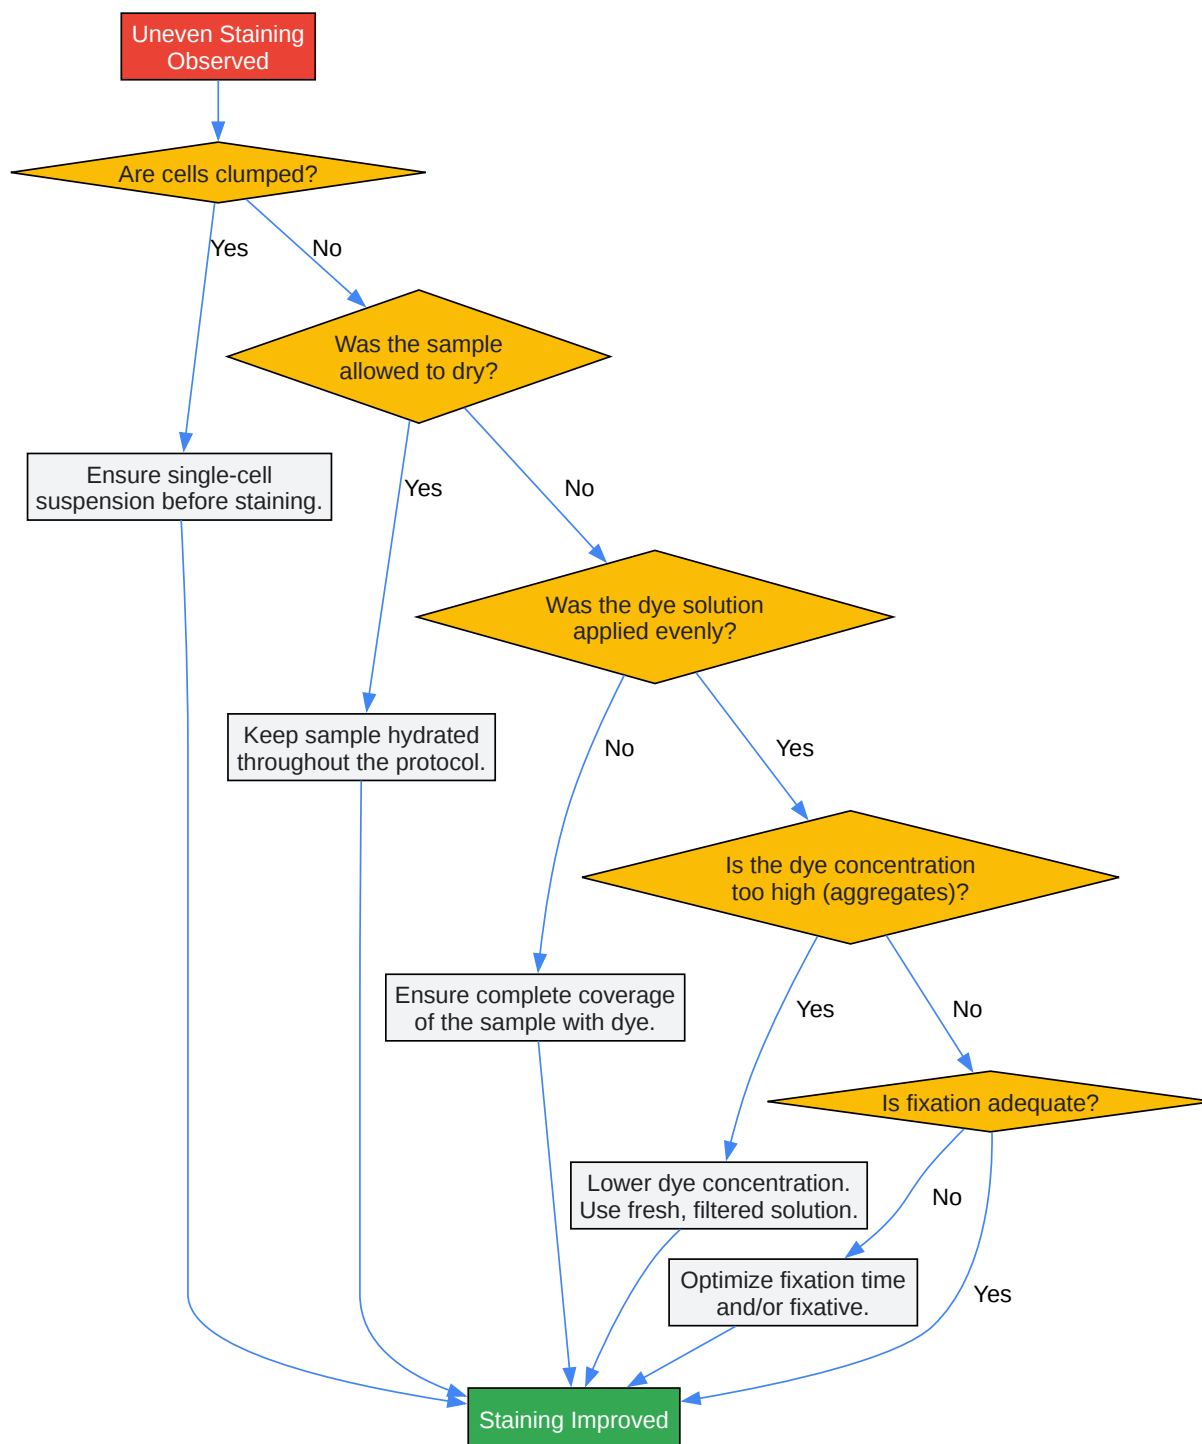 Uneven Staining
Observed
Are cells clumped?
Yes
No
Was the sample
allowed to dry?
Ensure single-cell
suspension before staining.
Yes
No
Was the dye solution
applied evenly?
Keep sample hydrated
throughout the protocol.
No
Yes
Is the dye concentration
too high (aggregates)?
Ensure complete coverage
of the sample with dye.
Yes
No
Is fixation adequate?
Lower dye concentration.
Use fresh, filtered solution.
No
Optimize fixation time
and/or fixative.
Yes
Staining Improved